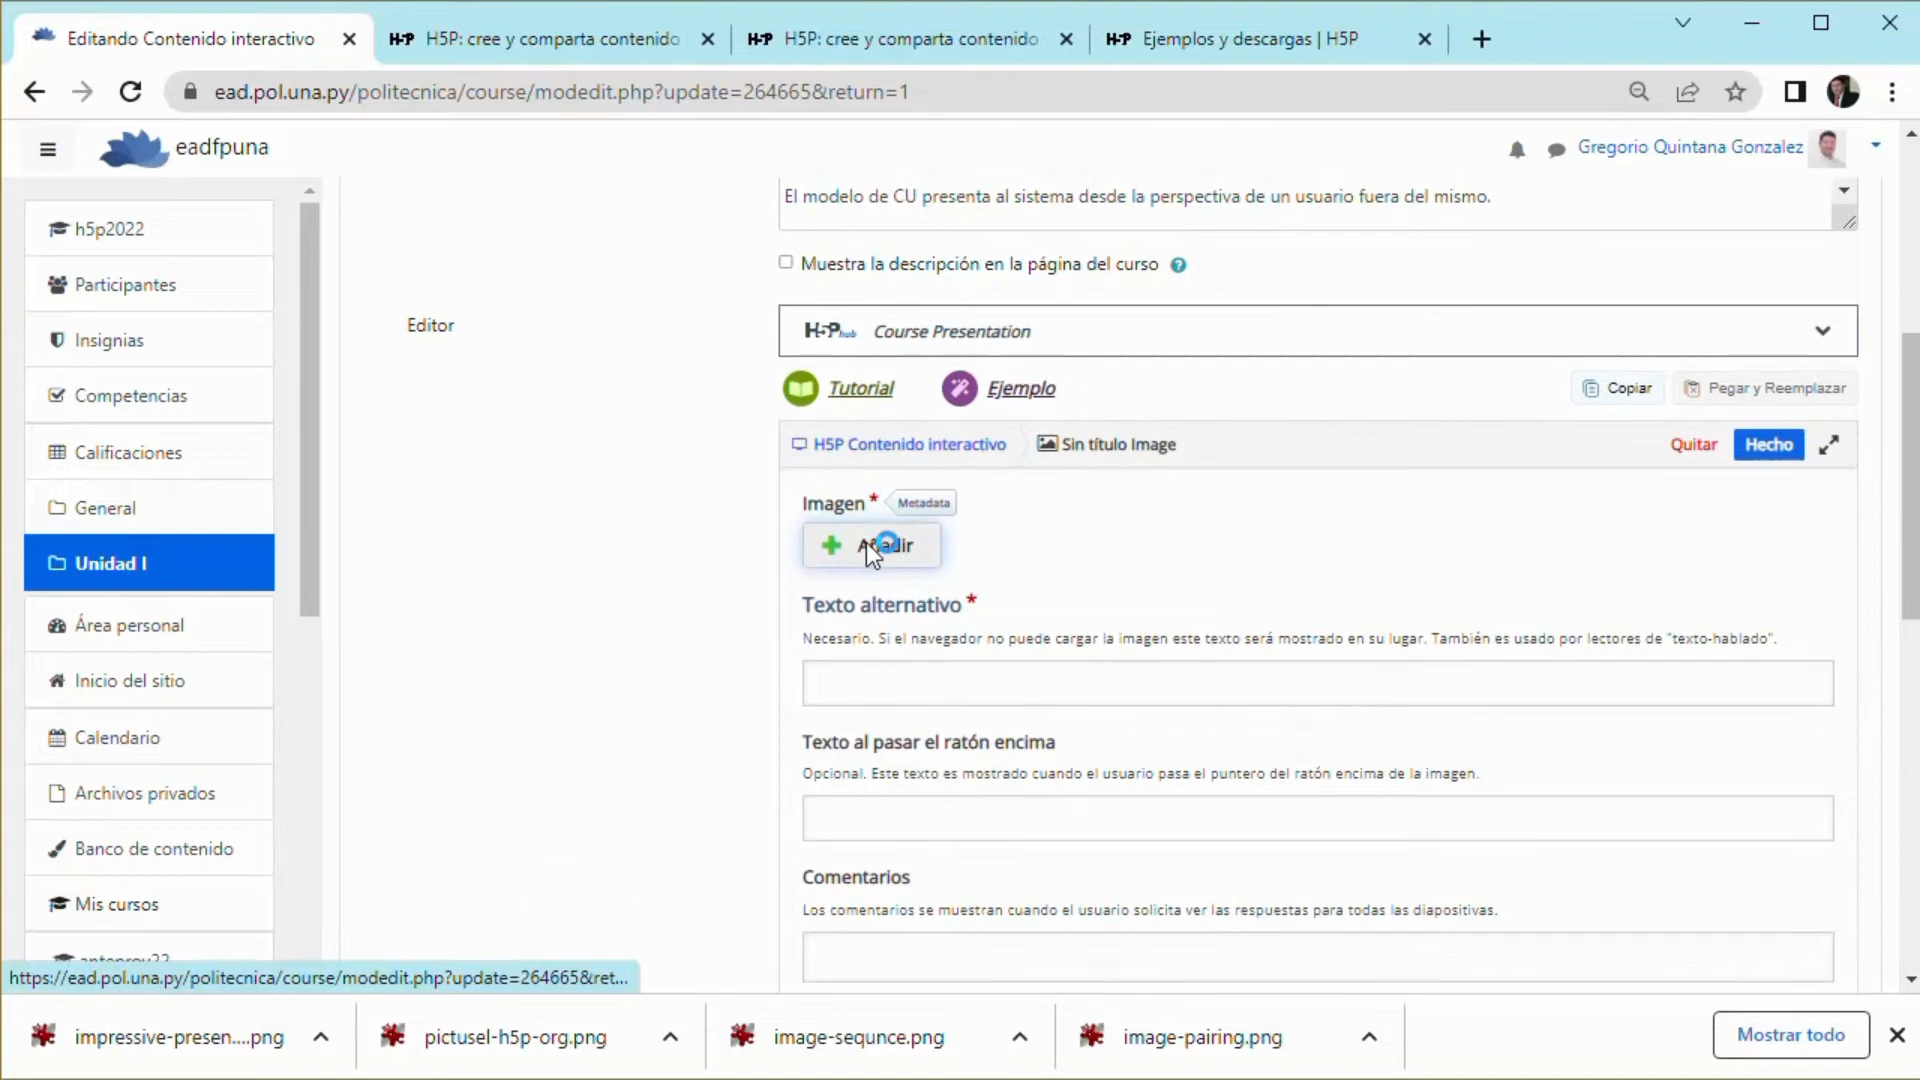 Editando Contenido interactivo
H5P: cree y comparta contenido
H5P: cree y comparta contenido
Ejemplos y descargas | H5P
ead.pol.una.py/politecnica/course/modedit.php?update=264665&return=1
eadfpuna
Gregorio Quintana Gonzalez
h5p2022
Participantes
Insignias
Competencias
Calificaciones
General
Unidad I
Área personal
Inicio del sitio
Calendario
Archivos privados
Banco de contenido
Mis cursos
El modelo de CU presenta al sistema desde la perspectiva de un usuario fuera del mismo.
Muestra la descripción en la página del curso
Editor
H5P hub Course Presentation
Tutorial
Ejemplo
Copiar
Pegar y Reemplazar
H5P Contenido interactivo
Sin título Image
Quitar
Hecho
Imagen *
Metadata
Añadir
Texto alternativo *
Necesario. Si el navegador no puede cargar la imagen este texto será mostrado en su lugar. También es usado por lectores de "texto-hablado".
Texto al pasar el ratón encima
Opcional. Este texto es mostrado cuando el usuario pasa el puntero del ratón encima de la imagen.
Comentarios
Los comentarios se muestran cuando el usuario solicita ver las respuestas para todas las diapositivas.
https://ead.pol.una.py/politecnica/course/modedit.php?update=264665&ret...
impressive-presen....png
pictusel-h5p-org.png
image-sequnce.png
image-pairing.png
Mostrar todo